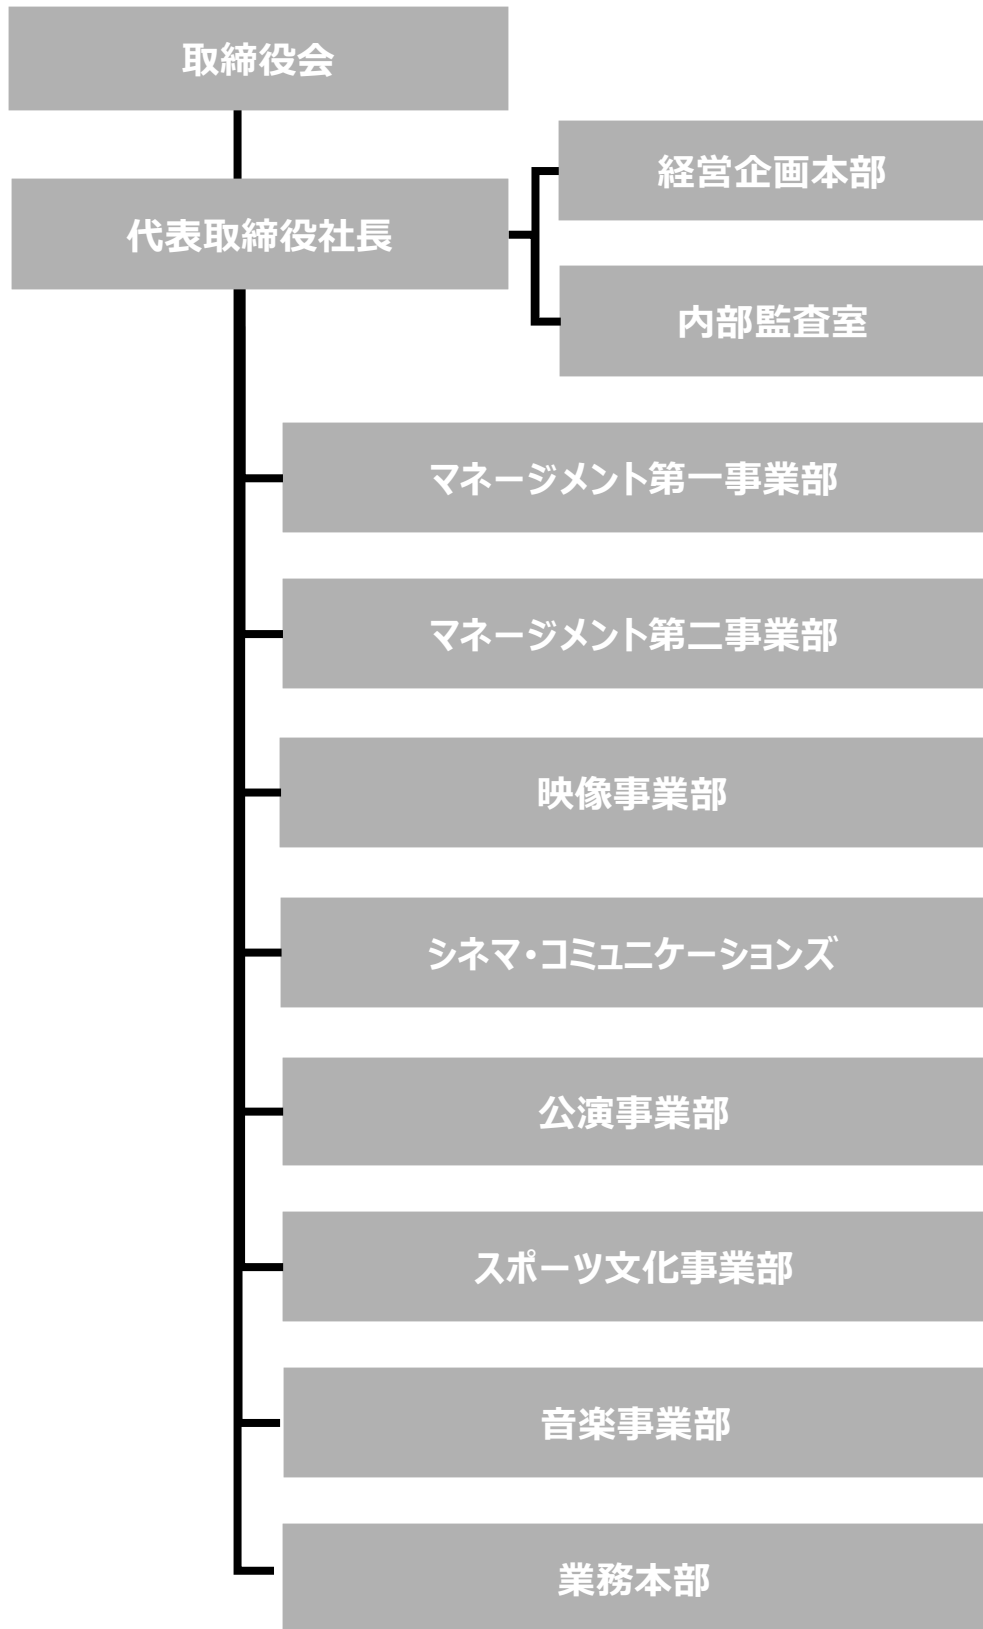 取締役会
代表取締役社長
経営企画本部
内部監査室
マネージメント第一事業部
マネージメント第二事業部
映像事業部
シネマ・コミュニケーションズ
公演事業部
スポーツ文化事業部
音楽事業部
業務本部